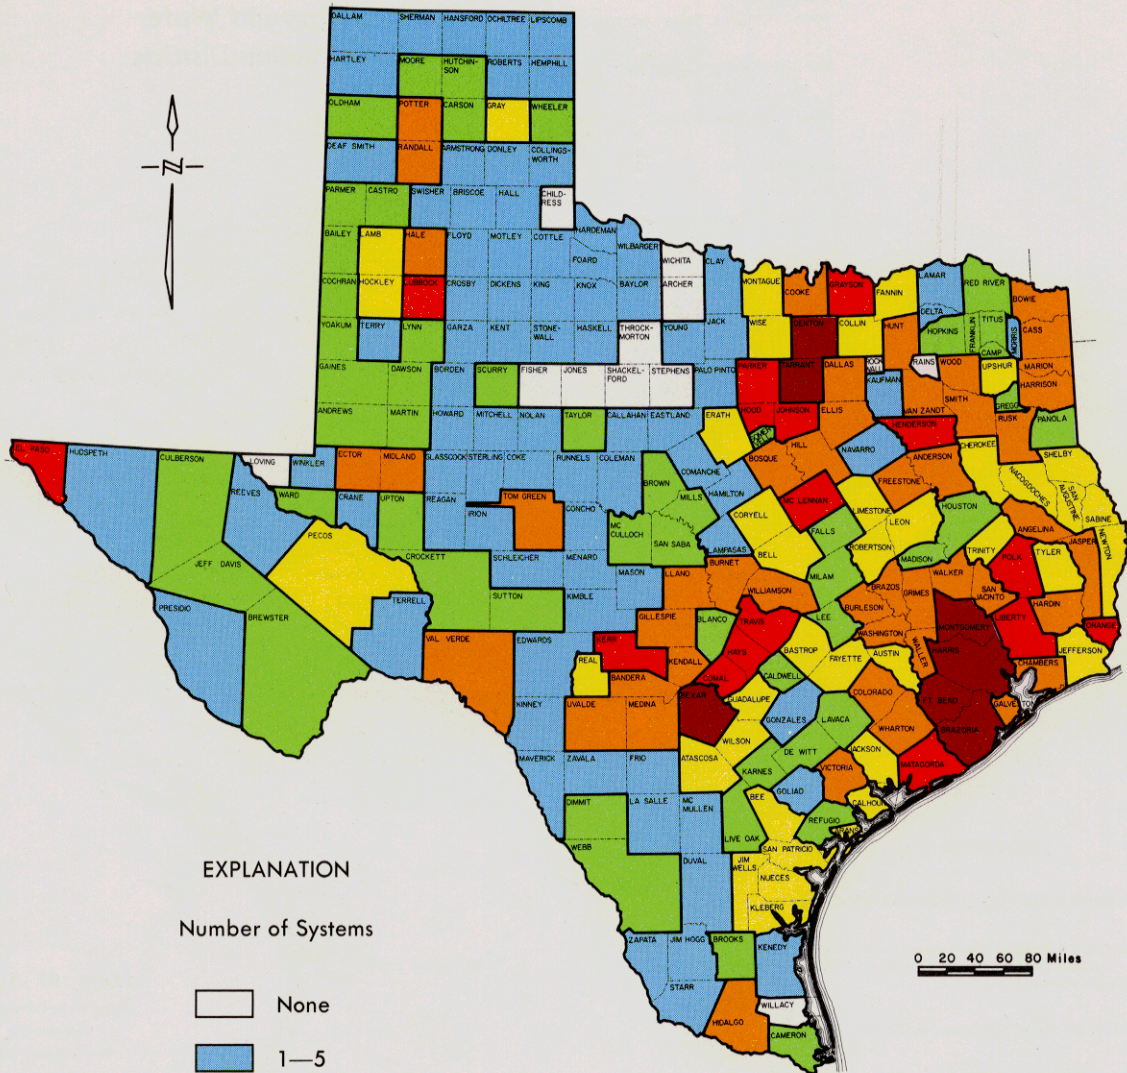 DALLAM SHERMAN HANSFORD OCHILTREE LIPSCOMB
HARTLEY MOORE HUTCHIN-
SON ROBERTS HEMPHILL
OLDHAM POTTER CARSON GRAY WHEELER
DEAF SMITH RANDALL ARMSTRONG DONLEY COLLINGS-
WORTH
N
PARMER CASTRO SWISHER BRISCOE HALL CHILD-
RESS
BAILEY LAMB HALE FLOYD MOTLEY COTTLE HARDEMAN
FOARD WILBARGER WICHITA CLAY
COCHRAN HOCKLEY LUBBOCK CROSBY DICKENS KING KNOX BAYLOR ARCHER MONTAGUE COOKE GRAYSON FANNIN LAMAR RED RIVER BOWIE
DELTA
YOAKUM TERRY LYNN GARZA KENT STONE-
WALL HASKELL THROCK-
MORTON YOUNG JACK WISE DENTON COLLIN HUNT HOPKINS FRANKLIN TITUS CAMP MORRIS CASS
GAINES DAWSON BORDEN SCURRY FISHER JONES SHACKEL-
FORD STEPHENS PALO PINTO PARKER TARRANT DALLAS ROCK
WALL KAUFMAN RAINS WOOD UPSHUR MARION
HARRISON
ANDREWS MARTIN HOWARD MITCHELL NOLAN TAYLOR CALLAHAN EASTLAND ERATH HOOD JOHNSON ELLIS VAN ZANDT SMITH GREGG RUSK PANOLA
EL PASO HUDSPETH CULBERSON LOVING WINKLER ECTOR MIDLAND GLASSCOCK STERLING COKE RUNNELS COLEMAN BROWN COMANCHE BOSQUE HILL NAVARRO HENDERSON ANDERSON CHEROKEE SHELBY
REEVES WARD CRANE UPTON REAGAN IRION TOM GREEN CONCHO MILLS HAMILTON CORYELL MC LENNAN LIMESTONE FREESTONE LEON HOUSTON NACOGDOCHES SAN
AUGUSTINE SABINE
PECOS CROCKETT SCHLEICHER MENARD MC
CULLOCH SAN SABA LAMPASAS BELL FALLS ROBERTSON MADISON TRINITY ANGELINA POLK TYLER JASPER NEWTON
JEFF DAVIS PRESIDIO BREWSTER TERRELL SUTTON KIMBLE MASON LLANO BURNET WILLIAMSON MILAM BRAZOS GRIMES WALKER SAN
JACINTO LIBERTY HARDIN ORANGE
VAL VERDE EDWARDS KERR GILLESPIE BLANCO TRAVIS LEE BURLESON WASHINGTON MONTGOMERY HARRIS JEFFERSON
REAL BANDERA KENDALL HAYS COMAL BASTROP FAYETTE AUSTIN WALLER CHAMBERS
KINNEY UVALDE MEDINA BEXAR GUADALUPE CALDWELL GONZALES LAVACA COLORADO FT. BEND GALVESTON
MAVERICK ZAVALA FRIO ATASCOSA WILSON KARNES DE WITT JACKSON WHARTON BRAZORIA
MATAGORDA
DIMMIT LA SALLE MC
MULLEN LIVE OAK BEE GOLIAD VICTORIA CALHOUN
REFUGIO
WEBB DUVAL JIM
WELLS SAN PATRICIO
NUECES
KLEBERG
ZAPATA JIM HOGG BROOKS KENEDY
STARR HIDALGO WILLACY
CAMERON
0 20 40 60 80 Miles
EXPLANATION
Number of Systems
None
1—5